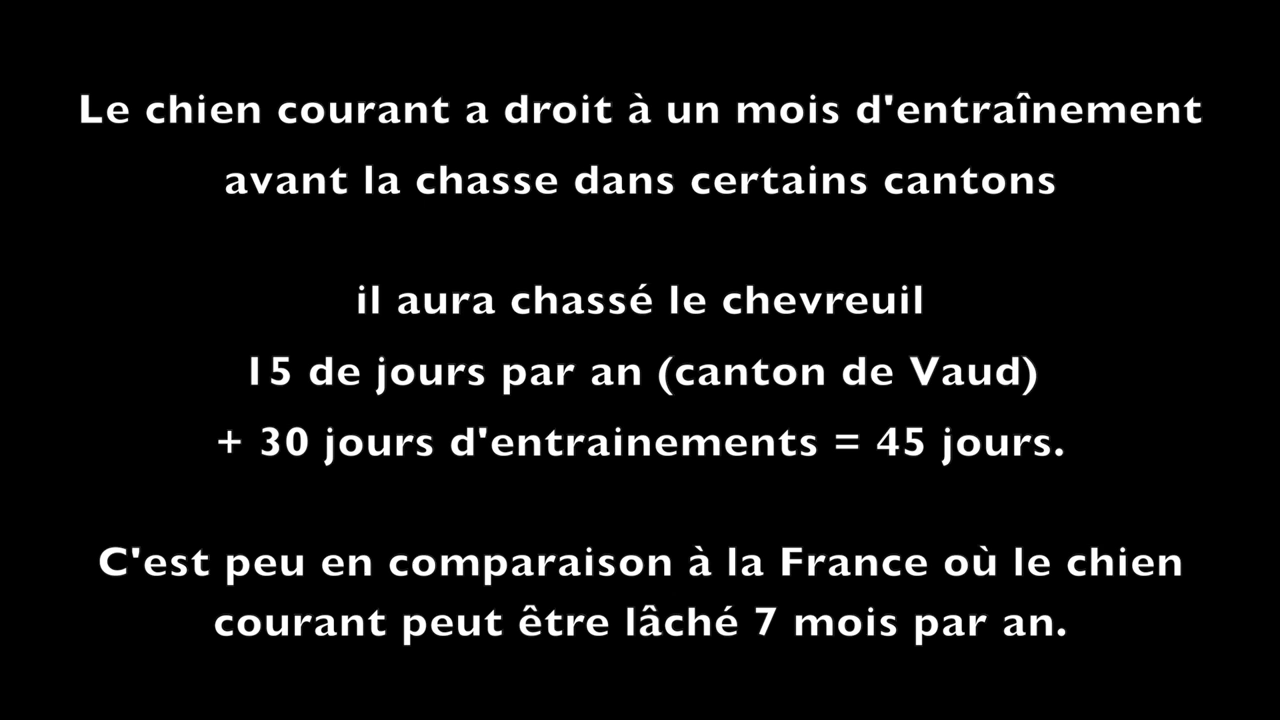 Le chien courant a droit à un mois d'entraînement
avant la chasse dans certains cantons
il aura chassé le chevreuil
15 de jours par an (canton de Vaud)
+ 30 jours d'entrainements = 45 jours.
C'est peu en comparaison à la France où le chien
courant peut être lâché 7 mois par an.